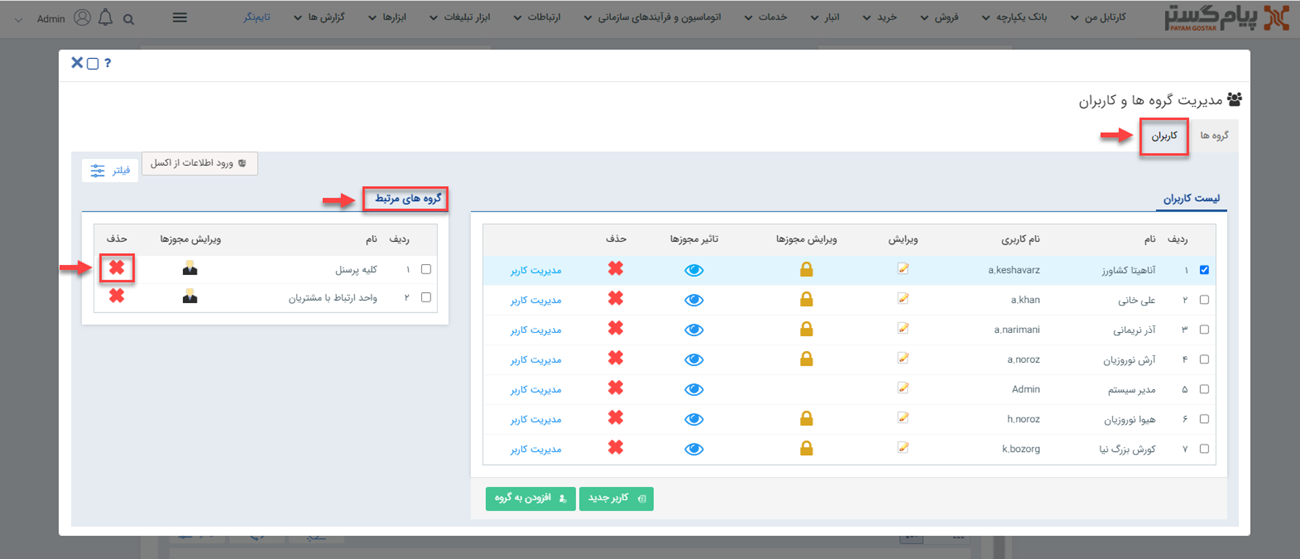 پیام گستر
PAYAM GOSTAR
کارتابل من
بانک یکپارچه
فروش
خرید
انبار
خدمات
اتوماسیون و فرآیندهای سازمانی
ارتباطات
ابزار تبلیغات
ابزارها
گزارش ها
تایم‌نگر
Admin
?
مدیریت گروه ها و کاربران
گروه ها
کاربران
ورود اطلاعات از اکسل
فیلتر
لیست کاربران
ردیف نام نام کاربری ویرایش ویرایش مجوزها تاثیر مجوزها حذف
۱ آناهیتا کشاورز a.keshavarz مدیریت کاربر
۲ علی خانی a.khan مدیریت کاربر
۳ آذر نریمانی a.narimani مدیریت کاربر
۴ آرش نوروزیان a.noroz مدیریت کاربر
۵ مدیر سیستم Admin مدیریت کاربر
۶ هیوا نوروزیان h.noroz مدیریت کاربر
۷ کورش بزرگ نیا k.bozorg مدیریت کاربر
کاربر جدید
افزودن به گروه
گروه های مرتبط
ردیف نام ویرایش مجوزها حذف
۱ کلیه پرسنل
۲ واحد ارتباط با مشتریان